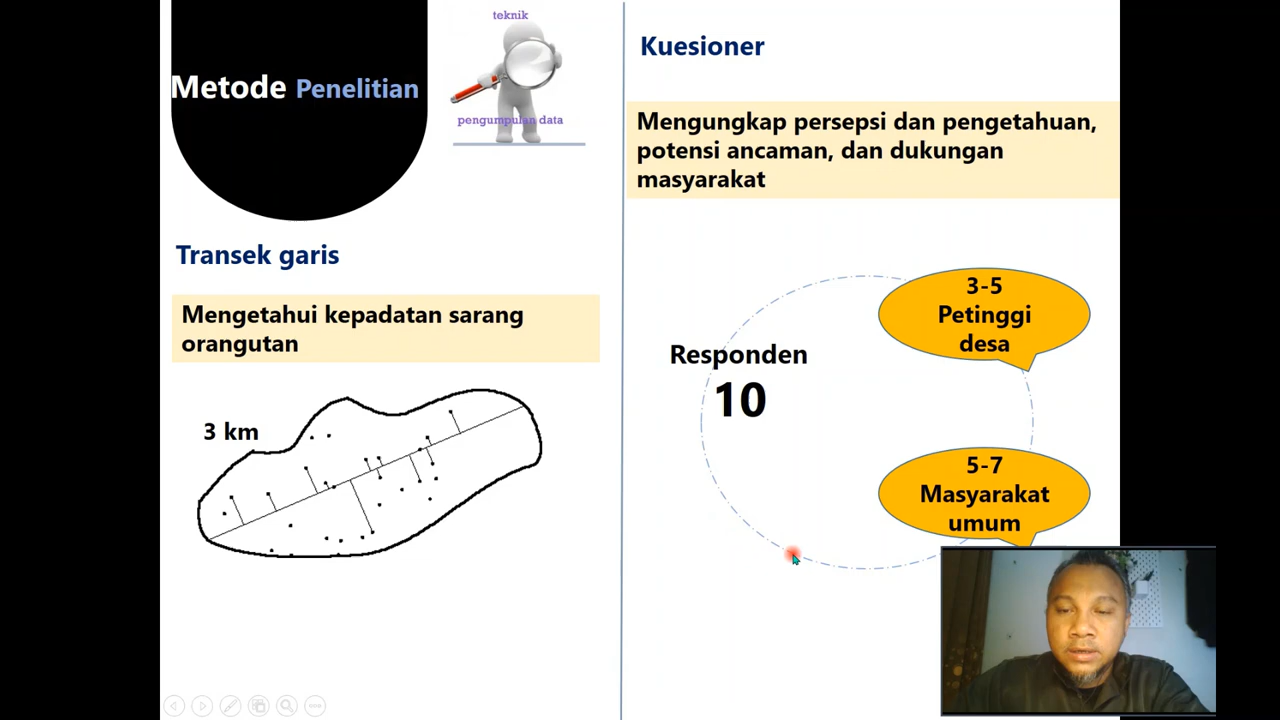 teknik
Metode Penelitian
pengumpulan data
Transek garis
Mengetahui kepadatan sarang
orangutan
3 km
Kuesioner
Mengungkap persepsi dan pengetahuan,
potensi ancaman, dan dukungan
masyarakat
Responden
10
3-5
Petinggi
desa
5-7
Masyarakat
umum